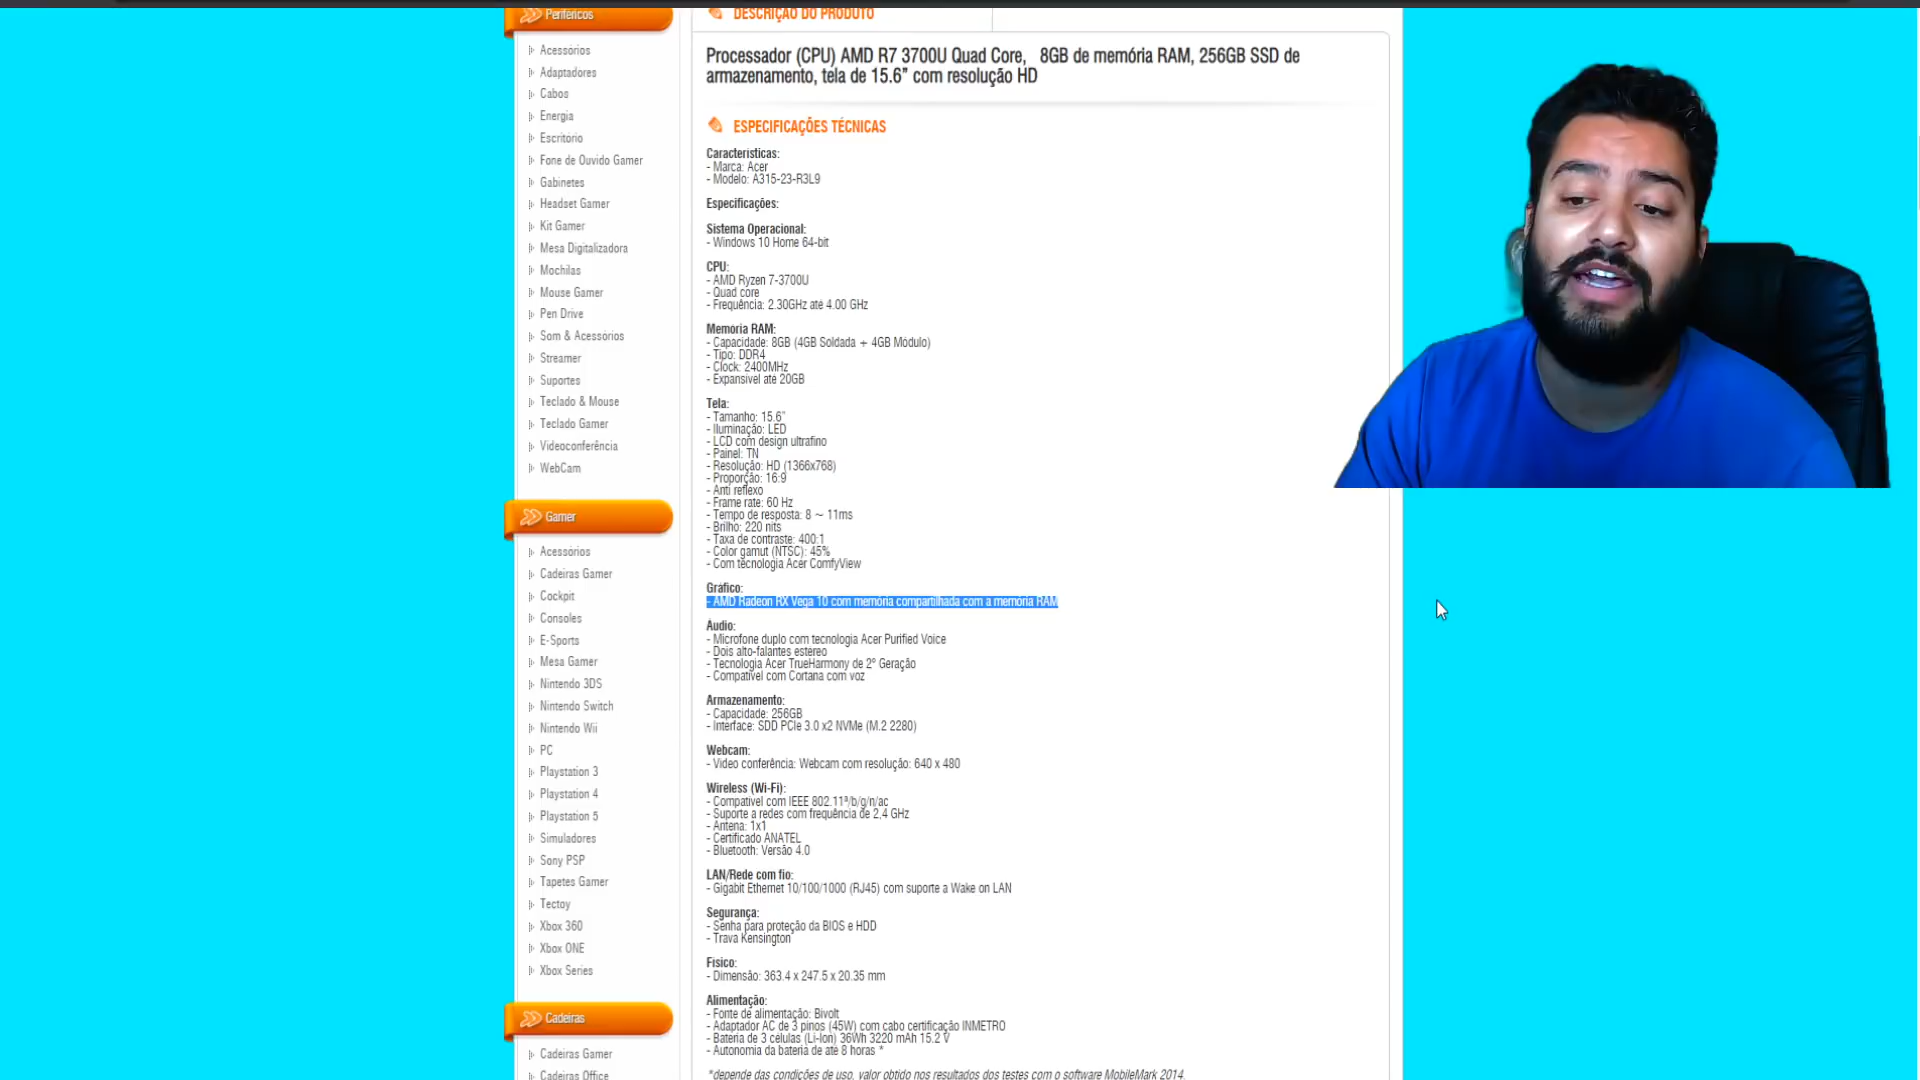 Periféricos
Acessórios
Adaptadores
Cabos
Energia
Escritório
Fone de Ouvido Gamer
Gabinetes
Headset Gamer
Kit Gamer
Mesa Digitalizadora
Mochilas
Mouse Gamer
Pen Drive
Som & Acessórios
Streamer
Suportes
Teclado & Mouse
Teclado Gamer
Videoconferência
WebCam
Gamer
Acessórios
Cadeiras Gamer
Cockpit
Consoles
E-Sports
Mesa Gamer
Nintendo 3DS
Nintendo Switch
Nintendo Wii
PC
Playstation 3
Playstation 4
Playstation 5
Simuladores
Sony PSP
Tapetes Gamer
Tectoy
Xbox 360
Xbox ONE
Xbox Series
Cadeiras
Cadeiras Gamer
Cadeiras Office
DESCRIÇÃO DO PRODUTO
Processador (CPU) AMD R7 3700U Quad Core, 8GB de memória RAM, 256GB SSD de
armazenamento, tela de 15.6” com resolução HD
ESPECIFICAÇÕES TÉCNICAS
Características:
- Marca: Acer
- Modelo: A315-23-R3L9
Especificações:
Sistema Operacional:
- Windows 10 Home 64-bit
CPU:
- AMD Ryzen 7-3700U
- Quad core
- Frequência: 2.30GHz até 4.00 GHz
Memória RAM:
- Capacidade: 8GB (4GB Soldada + 4GB Módulo)
- Tipo: DDR4
- Clock: 2400MHz
- Expansível até 20GB
Tela:
- Tamanho: 15.6”
- Iluminação: LED
- LCD com design ultrafino
- Painel: TN
- Resolução: HD (1366x768)
- Proporção: 16:9
- Anti reflexo
- Frame rate: 60 Hz
- Tempo de resposta: 8 ~ 11ms
- Brilho: 220 nits
- Taxa de contraste: 400:1
- Color gamut (NTSC): 45%
- Com tecnologia Acer ComfyView
Gráfico:
- AMD Radeon RX Vega 10 com memória compartilhada com a memória RAM
Áudio:
- Microfone duplo com tecnologia Acer Purified Voice
- Dois alto-falantes estéreo
- Tecnologia Acer TrueHarmony de 2º Geração
- Compatível com Cortana com voz
Armazenamento:
- Capacidade: 256GB
- Interface: SDD PCIe 3.0 x2 NVMe (M.2 2280)
Webcam:
- Vídeo conferência: Webcam com resolução: 640 x 480
Wireless (Wi-Fi):
- Compatível com IEEE 802.11ª/b/g/n/ac
- Suporte a redes com frequência de 2,4 GHz
- Antena: 1x1
- Certificado ANATEL
- Bluetooth: Versão 4.0
LAN/Rede com fio:
- Gigabit Ethernet 10/100/1000 (RJ45) com suporte a Wake on LAN
Segurança:
- Senha para proteção da BIOS e HDD
- Trava Kensington
Físico:
- Dimensão: 363.4 x 247.5 x 20.35 mm
Alimentação:
- Fonte de alimentação: Bivolt
- Adaptador AC de 3 pinos (45W) com cabo certificação INMETRO
- Bateria de 3 células (Li-Ion) 36Wh 3220 mAh 15.2 V
- Autonomia da bateria de até 8 horas *
*depende das condições de uso, valor obtido nos resultados dos testes com o software MobileMark 2014.